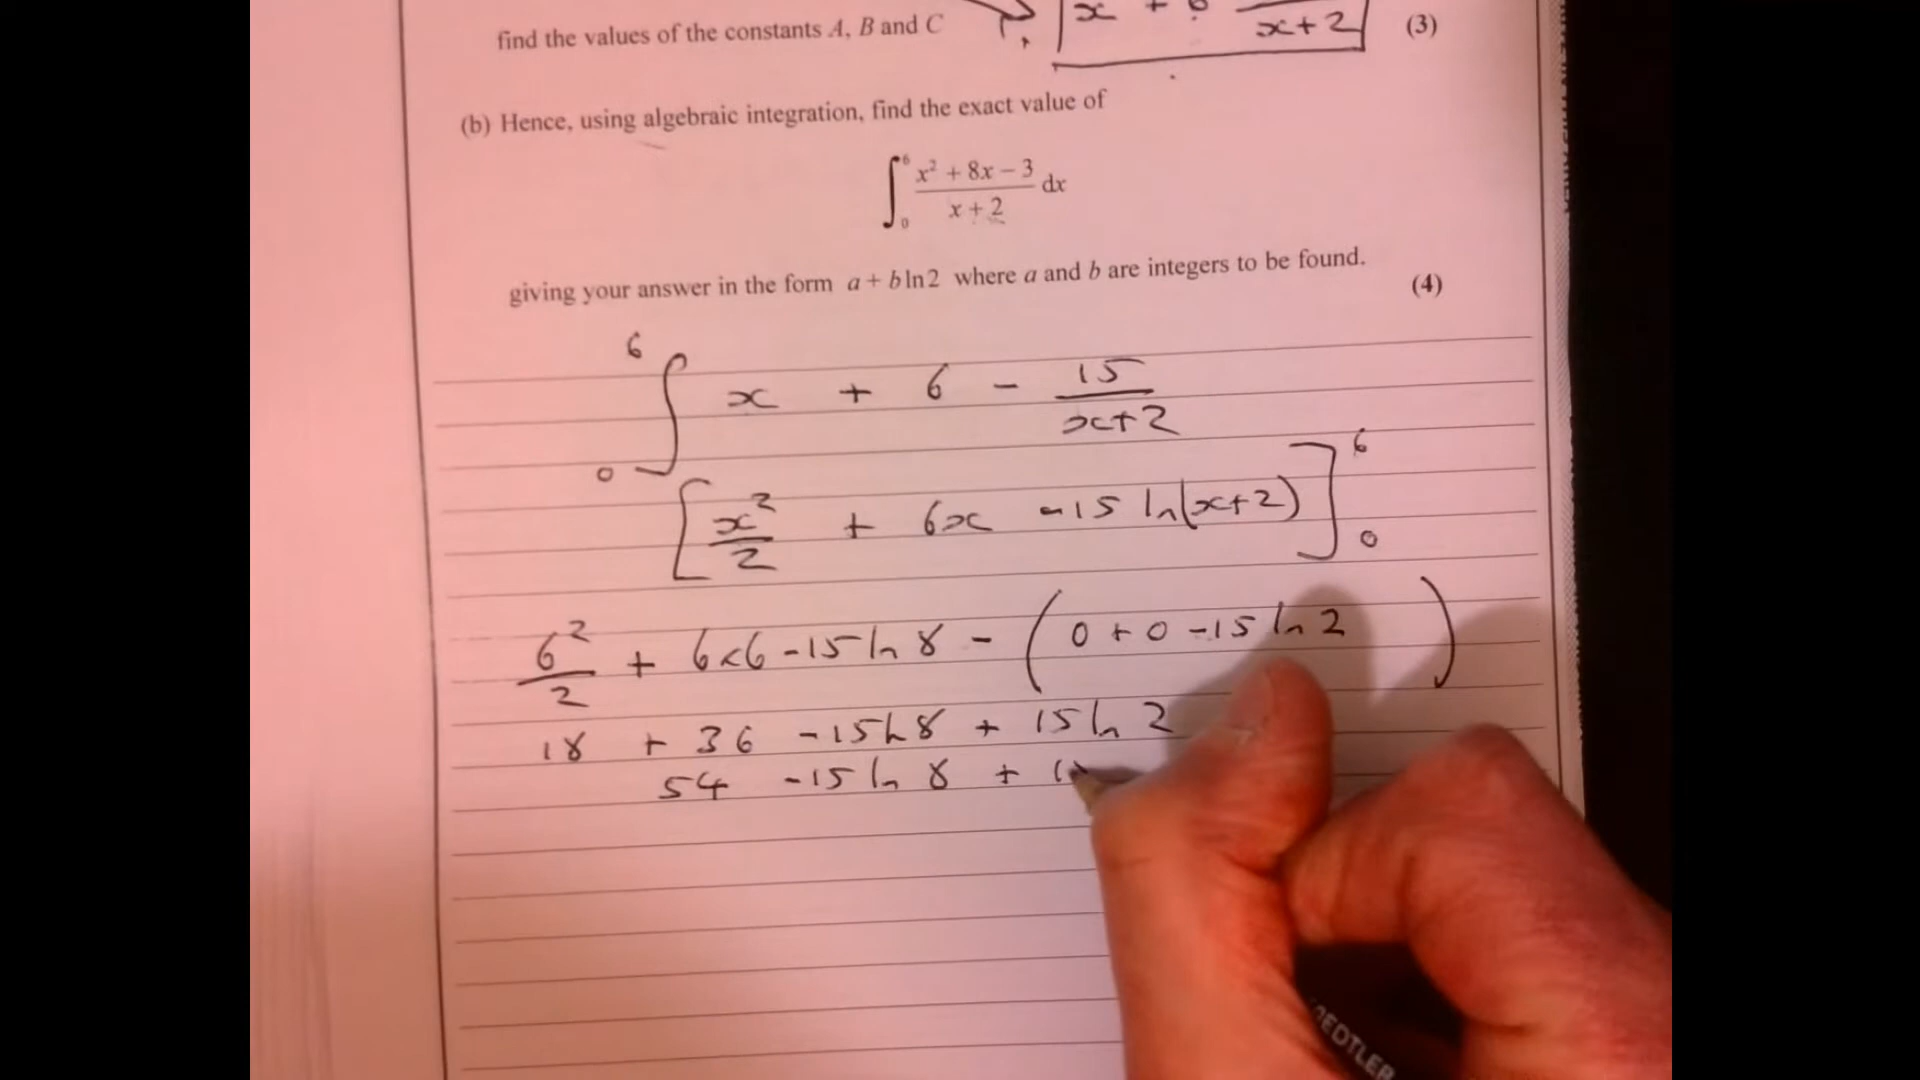 find the values of the constants A, B and C
x + 6
x+2
(3)
(b) Hence, using algebraic integration, find the exact value of
∫₀⁶ (x² + 8x − 3)/(x + 2) dx
giving your answer in the form a + b ln 2 where a and b are integers to be found.
(4)
∫₀⁶ x + 6 − 15/(x+2)
[x²/2 + 6x − 15 ln(x+2)]₀⁶
6²/2 + 6×6 − 15 ln 8 − (0 + 0 − 15 ln 2)
18 + 36 − 15 ln 8 + 15 ln 2
54 − 15 ln 8 + 1